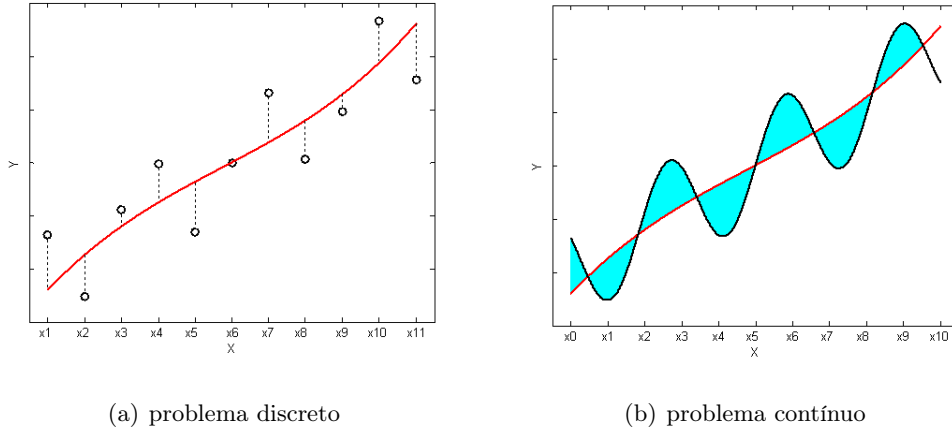 Y
x1 x2 x3 x4 x5 x6 x7 x8 x9 x10 x11
X
(a) problema discreto
Y
x0 x1 x2 x3 x4 x5 x6 x7 x8 x9 x10
X
(b) problema contínuo